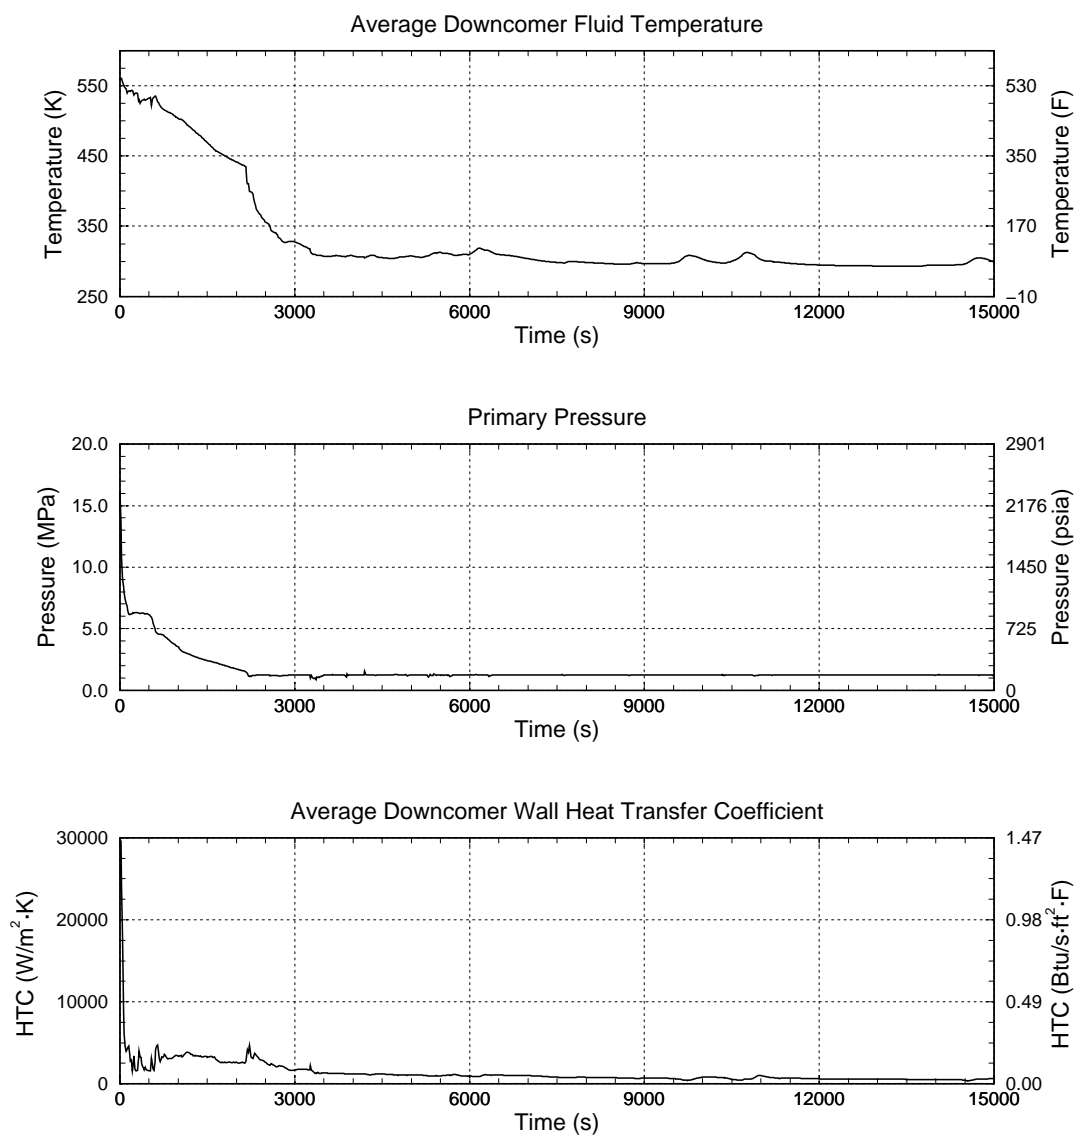 Average Downcomer Fluid Temperature
550
450
350
250
530
350
170
−10
Temperature (K)
Temperature (F)
0 3000 6000 9000 12000 15000
Time (s)
Primary Pressure
20.0
15.0
10.0
5.0
0.0
2901
2176
1450
725
0
Pressure (MPa)
Pressure (psia)
0 3000 6000 9000 12000 15000
Time (s)
Average Downcomer Wall Heat Transfer Coefficient
30000
20000
10000
0
1.47
0.98
0.49
0.00
HTC (W/m²·K)
HTC (Btu/s·ft²·F)
0 3000 6000 9000 12000 15000
Time (s)